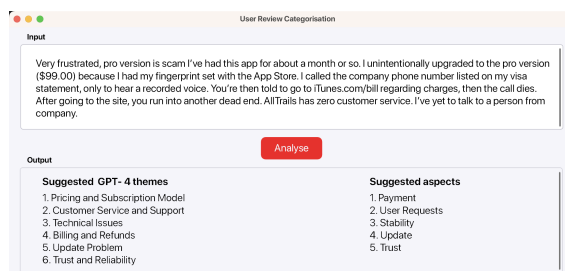 User Review Categorisation
Input
Very frustrated, pro version is scam I've had this app for about a month or so. I unintentionally upgraded to the pro version
($99.00) because I had my fingerprint set with the App Store. I called the company phone number listed on my visa
statement, only to hear a recorded voice. You're then told to go to iTunes.com/bill regarding charges, then the call dies.
After going to the site, you run into another dead end. AllTrails has zero customer service. I've yet to talk to a person from
company.
Analyse
Output
Suggested GPT- 4 themes
1. Pricing and Subscription Model
2. Customer Service and Support
3. Technical Issues
4. Billing and Refunds
5. Update Problem
6. Trust and Reliability
Suggested aspects
1. Payment
2. User Requests
3. Stability
4. Update
5. Trust